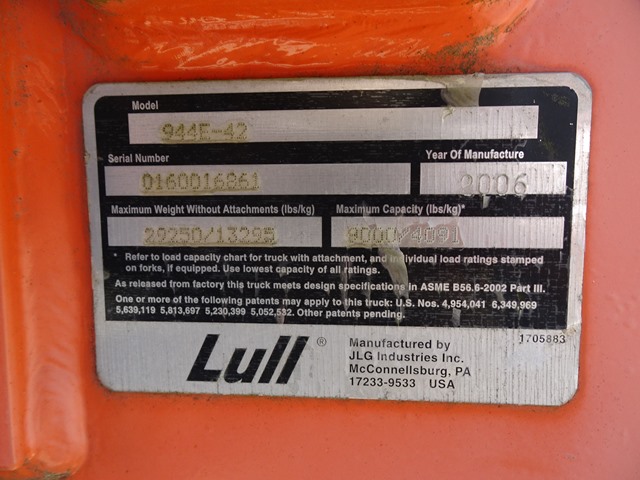 Model
944E-42
Serial Number
Year Of Manufacture
0160016861
2006
Maximum Weight Without Attachments (lbs/kg)
Maximum Capacity (lbs/kg)*
29250/13295
9000/4091
* Refer to load capacity chart for truck with attachment, and individual load ratings stamped
on forks, if equipped. Use lowest capacity of all ratings.
As released from factory this truck meets design specifications in ASME B56.6-2002 Part III.
One or more of the following patents may apply to this truck: U.S. Nos. 4,954,041 6,349,969
5,639,119 5,813,697 5,230,399 5,052,532. Other patents pending.
1705883
Lull®
Manufactured by
JLG Industries Inc.
McConnellsburg, PA
17233-9533 USA